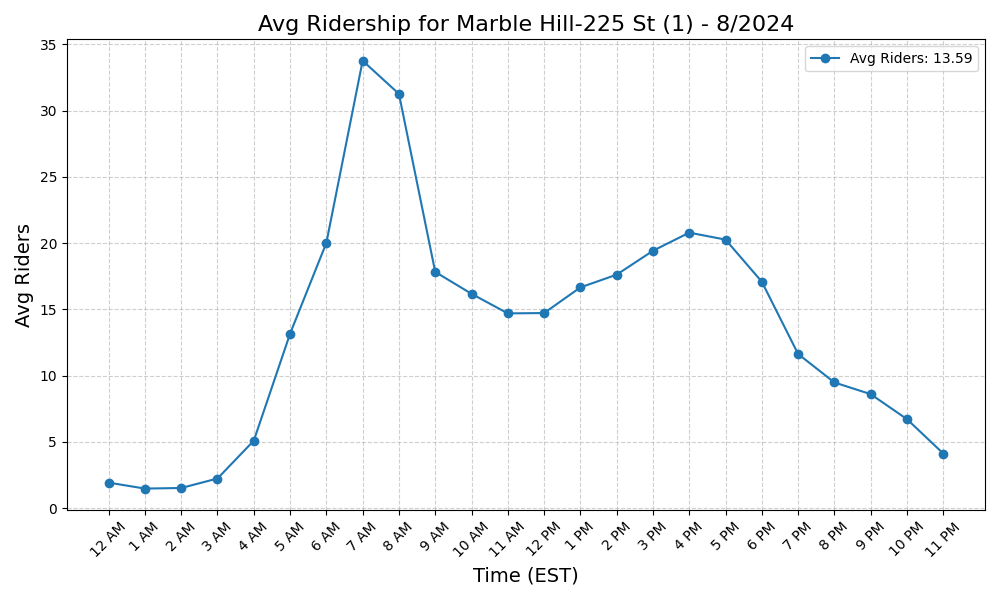 Avg Ridership for Marble Hill-225 St (1) - 8/2024
Avg Riders: 13.59
Avg Riders
35
30
25
20
15
10
5
0
12 AM
1 AM
2 AM
3 AM
4 AM
5 AM
6 AM
7 AM
8 AM
9 AM
10 AM
11 AM
12 PM
1 PM
2 PM
3 PM
4 PM
5 PM
6 PM
7 PM
8 PM
9 PM
10 PM
11 PM
Time (EST)